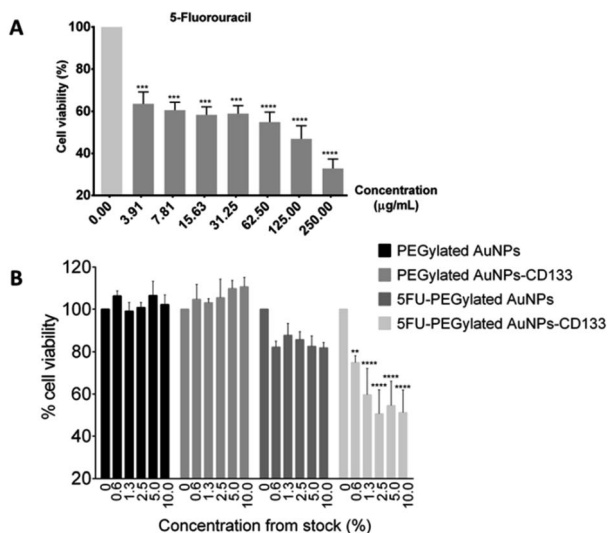 A
5-Fluorouracil
Cell viability (%)
100
80
60
40
20
*** *** *** *** **** **** ****
0.00 3.91 7.81 15.63 31.25 62.50 125.00 250.00
Concentration
(µg/mL)
B
PEGylated AuNPs
PEGylated AuNPs-CD133
5FU-PEGylated AuNPs
5FU-PEGylated AuNPs-CD133
% cell viability
120
100
80
60
40
20
** **** **** **** ****
0 0.6 1.3 2.5 5.0 10.0 0 0.6 1.3 2.5 5.0 10.0 0 0.6 1.3 2.5 5.0 10.0 0 0.6 1.3 2.5 5.0 10.0
Concentration from stock (%)